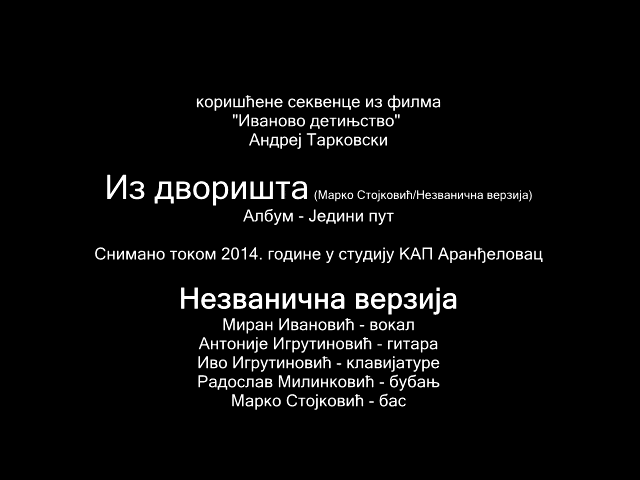 коришћене секвенце из филма
"Иваново детињство"
Андреј Тарковски
Из дворишта (Марко Стојковић/Незванична верзија)
Албум - Једини пут
Снимано током 2014. године у студију КАП Аранђеловац
Незванична верзија
Миран Ивановић - вокал
Антоније Игрутиновић - гитара
Иво Игрутиновић - клавијатуре
Радослав Милинковић - бубањ
Марко Стојковић - бас